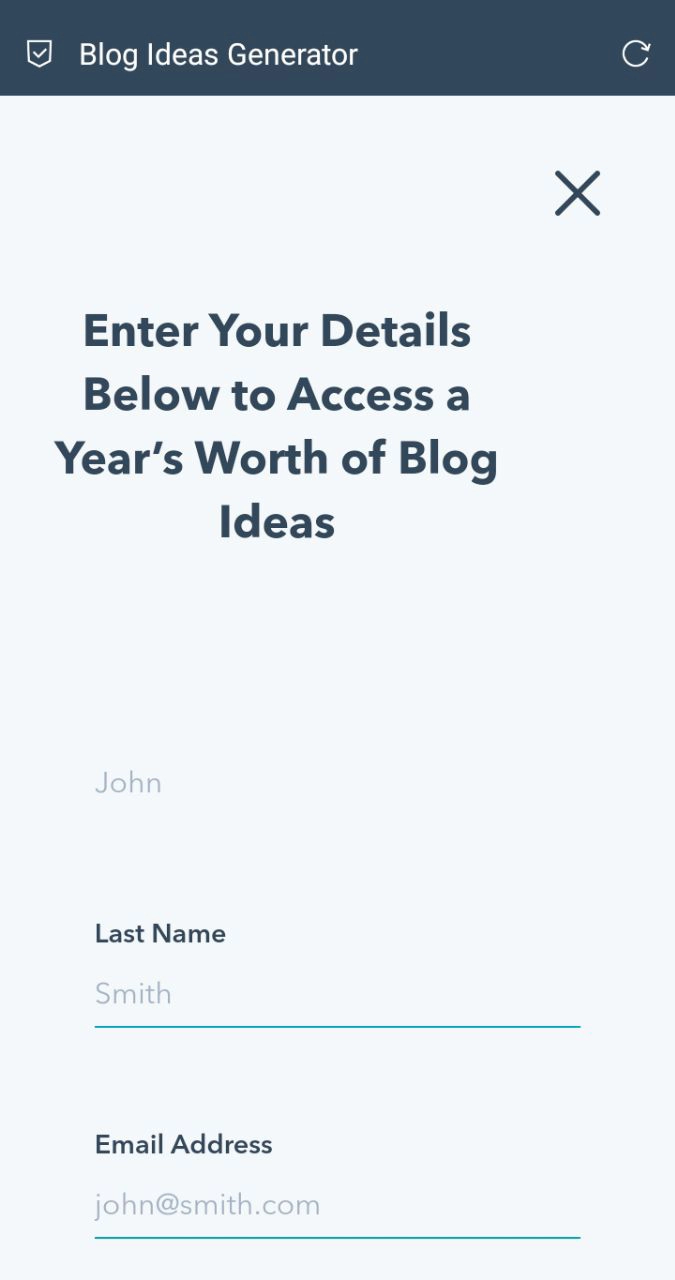 Blog Ideas Generator
Enter Your Details
Below to Access a
Year’s Worth of Blog
Ideas
John
Last Name
Smith
Email Address
john@smith.com